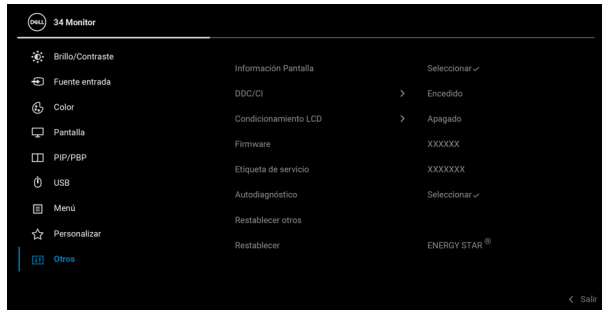 DELL 34 Monitor
Brillo/Contraste
Fuente entrada
Color
Pantalla
PIP/PBP
USB
Menú
Personalizar
Otros
Información Pantalla Seleccionar
DDC/CI Encedido
Condicionamiento LCD Apagado
Firmware XXXXXX
Etiqueta de servicio XXXXXXX
Autodiagnóstico Seleccionar
Restablecer otros
Restablecer ENERGY STAR ®
Salir